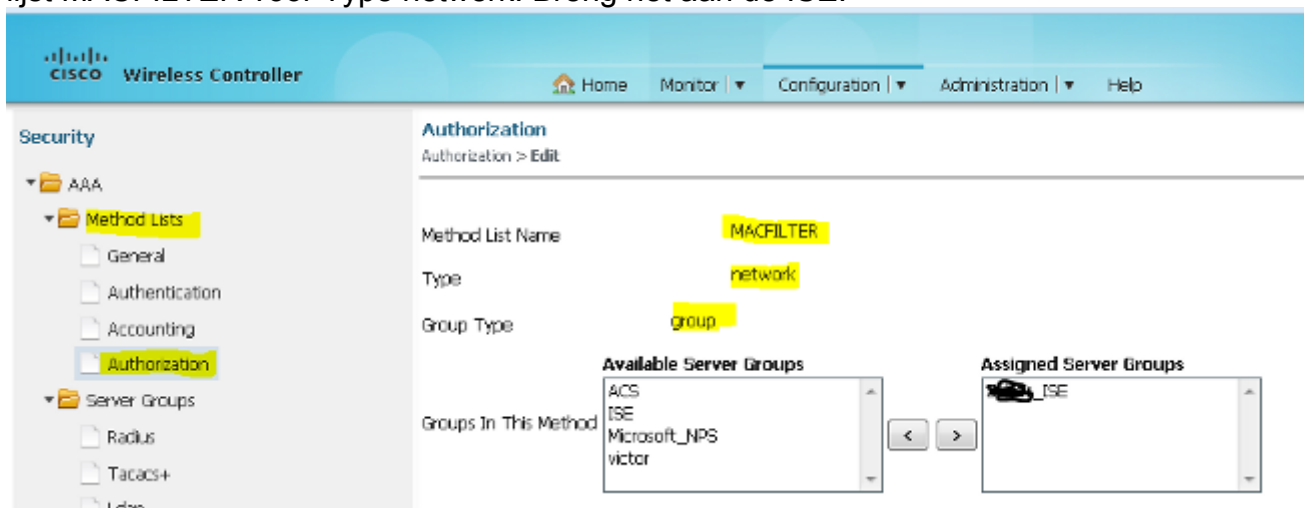 CISCO Wireless Controller
Home Monitor Configuration Administration Help
Security
AAA
Method Lists
General
Authentication
Accounting
Authorization
Server Groups
Radius
Tacacs+
Authorization
Authorization > Edit
Method List Name MACFILTER
Type network
Group Type group
Available Server Groups Assigned Server Groups
Groups In This Method
ACS
ISE
Microsoft_NPS
victor
< >
_ISE